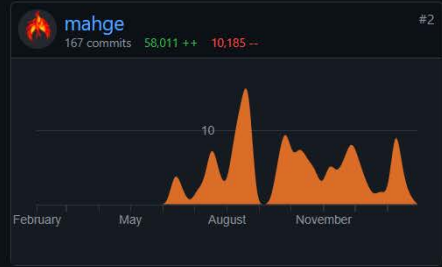 mahge
#2
167 commits 58,011 ++ 10,185 --
10
February May August November